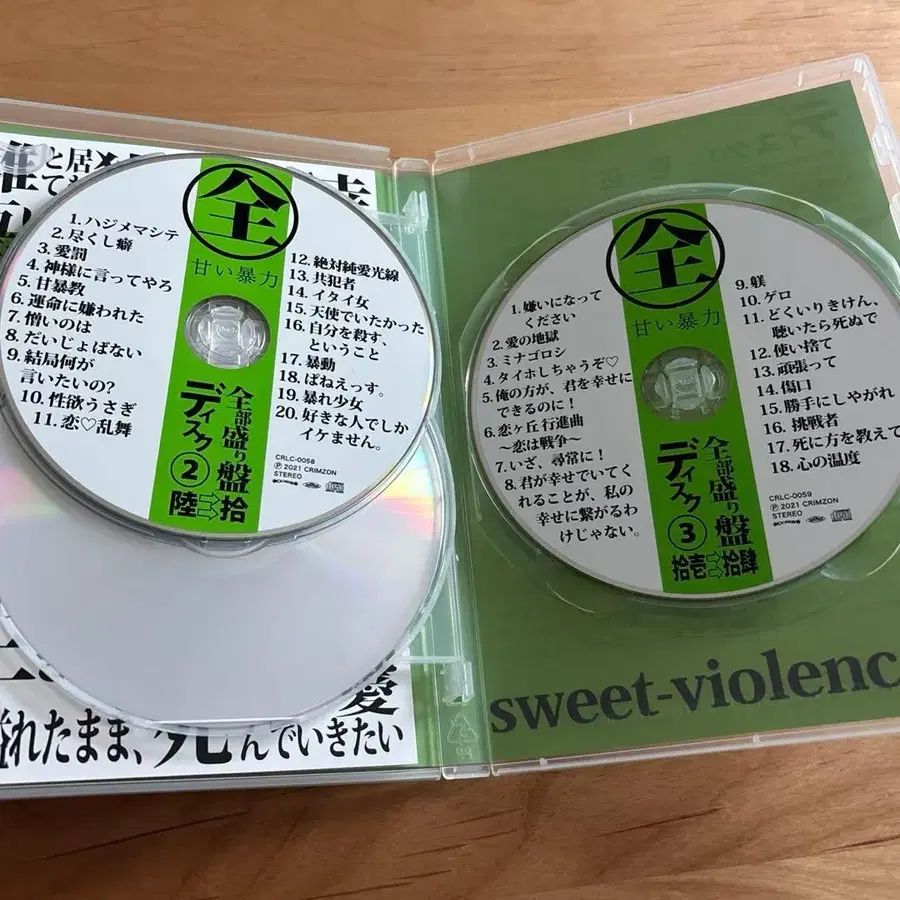 と居
て
全
甘い暴力
1. ハジメマシテ
2. 尽くし癖
3. 愛罰
4. 神様に言ってやろ
5. 甘暴教
6. 運命に嫌われた
7. 憎いのは
8. だいじょばない
9. 結局何が
言いたいの?
10. 性欲うさぎ
11. 恋♡乱舞
12. 絶対純愛光線
13. 共犯者
14. イタイ女
15. 天使でいたかった
16. 自分を殺す、
ということ
17. 暴動
18. ばねえっす。
19. 暴れ少女
20. 好きな人でしか
イケません。
CRLC-0058
Ⓟ 2021 CRIMZON
STEREO
全部盛り盤
ディスク②
陸⇨拾
憂
れたまま、死んでいきたい
全
甘い暴力
1. 嫌いになって
ください
2. 愛の地獄
3. ミナゴロシ
4. タイホしちゃうぞ♡
5. 俺の方が、君を幸せに
できるのに!
6. 恋ヶ丘行進曲
〜恋は戦争〜
7. いざ、尋常に!
8. 君が幸せでいてく
れることが、私の
幸せに繋がるわ
けじゃない。
9. 躾
10. ゲロ
11. どくいりきけん、
聴いたら死ぬで
12. 使い捨て
13. 頑張って
14. 傷口
15. 勝手にしやがれ
16. 挑戦者
17. 死に方を教えて
18. 心の温度
CRLC-0059
Ⓟ 2021 CRIMZON
STEREO
全部盛り盤
ディスク③
拾壱⇨拾肆
sweet-violenc